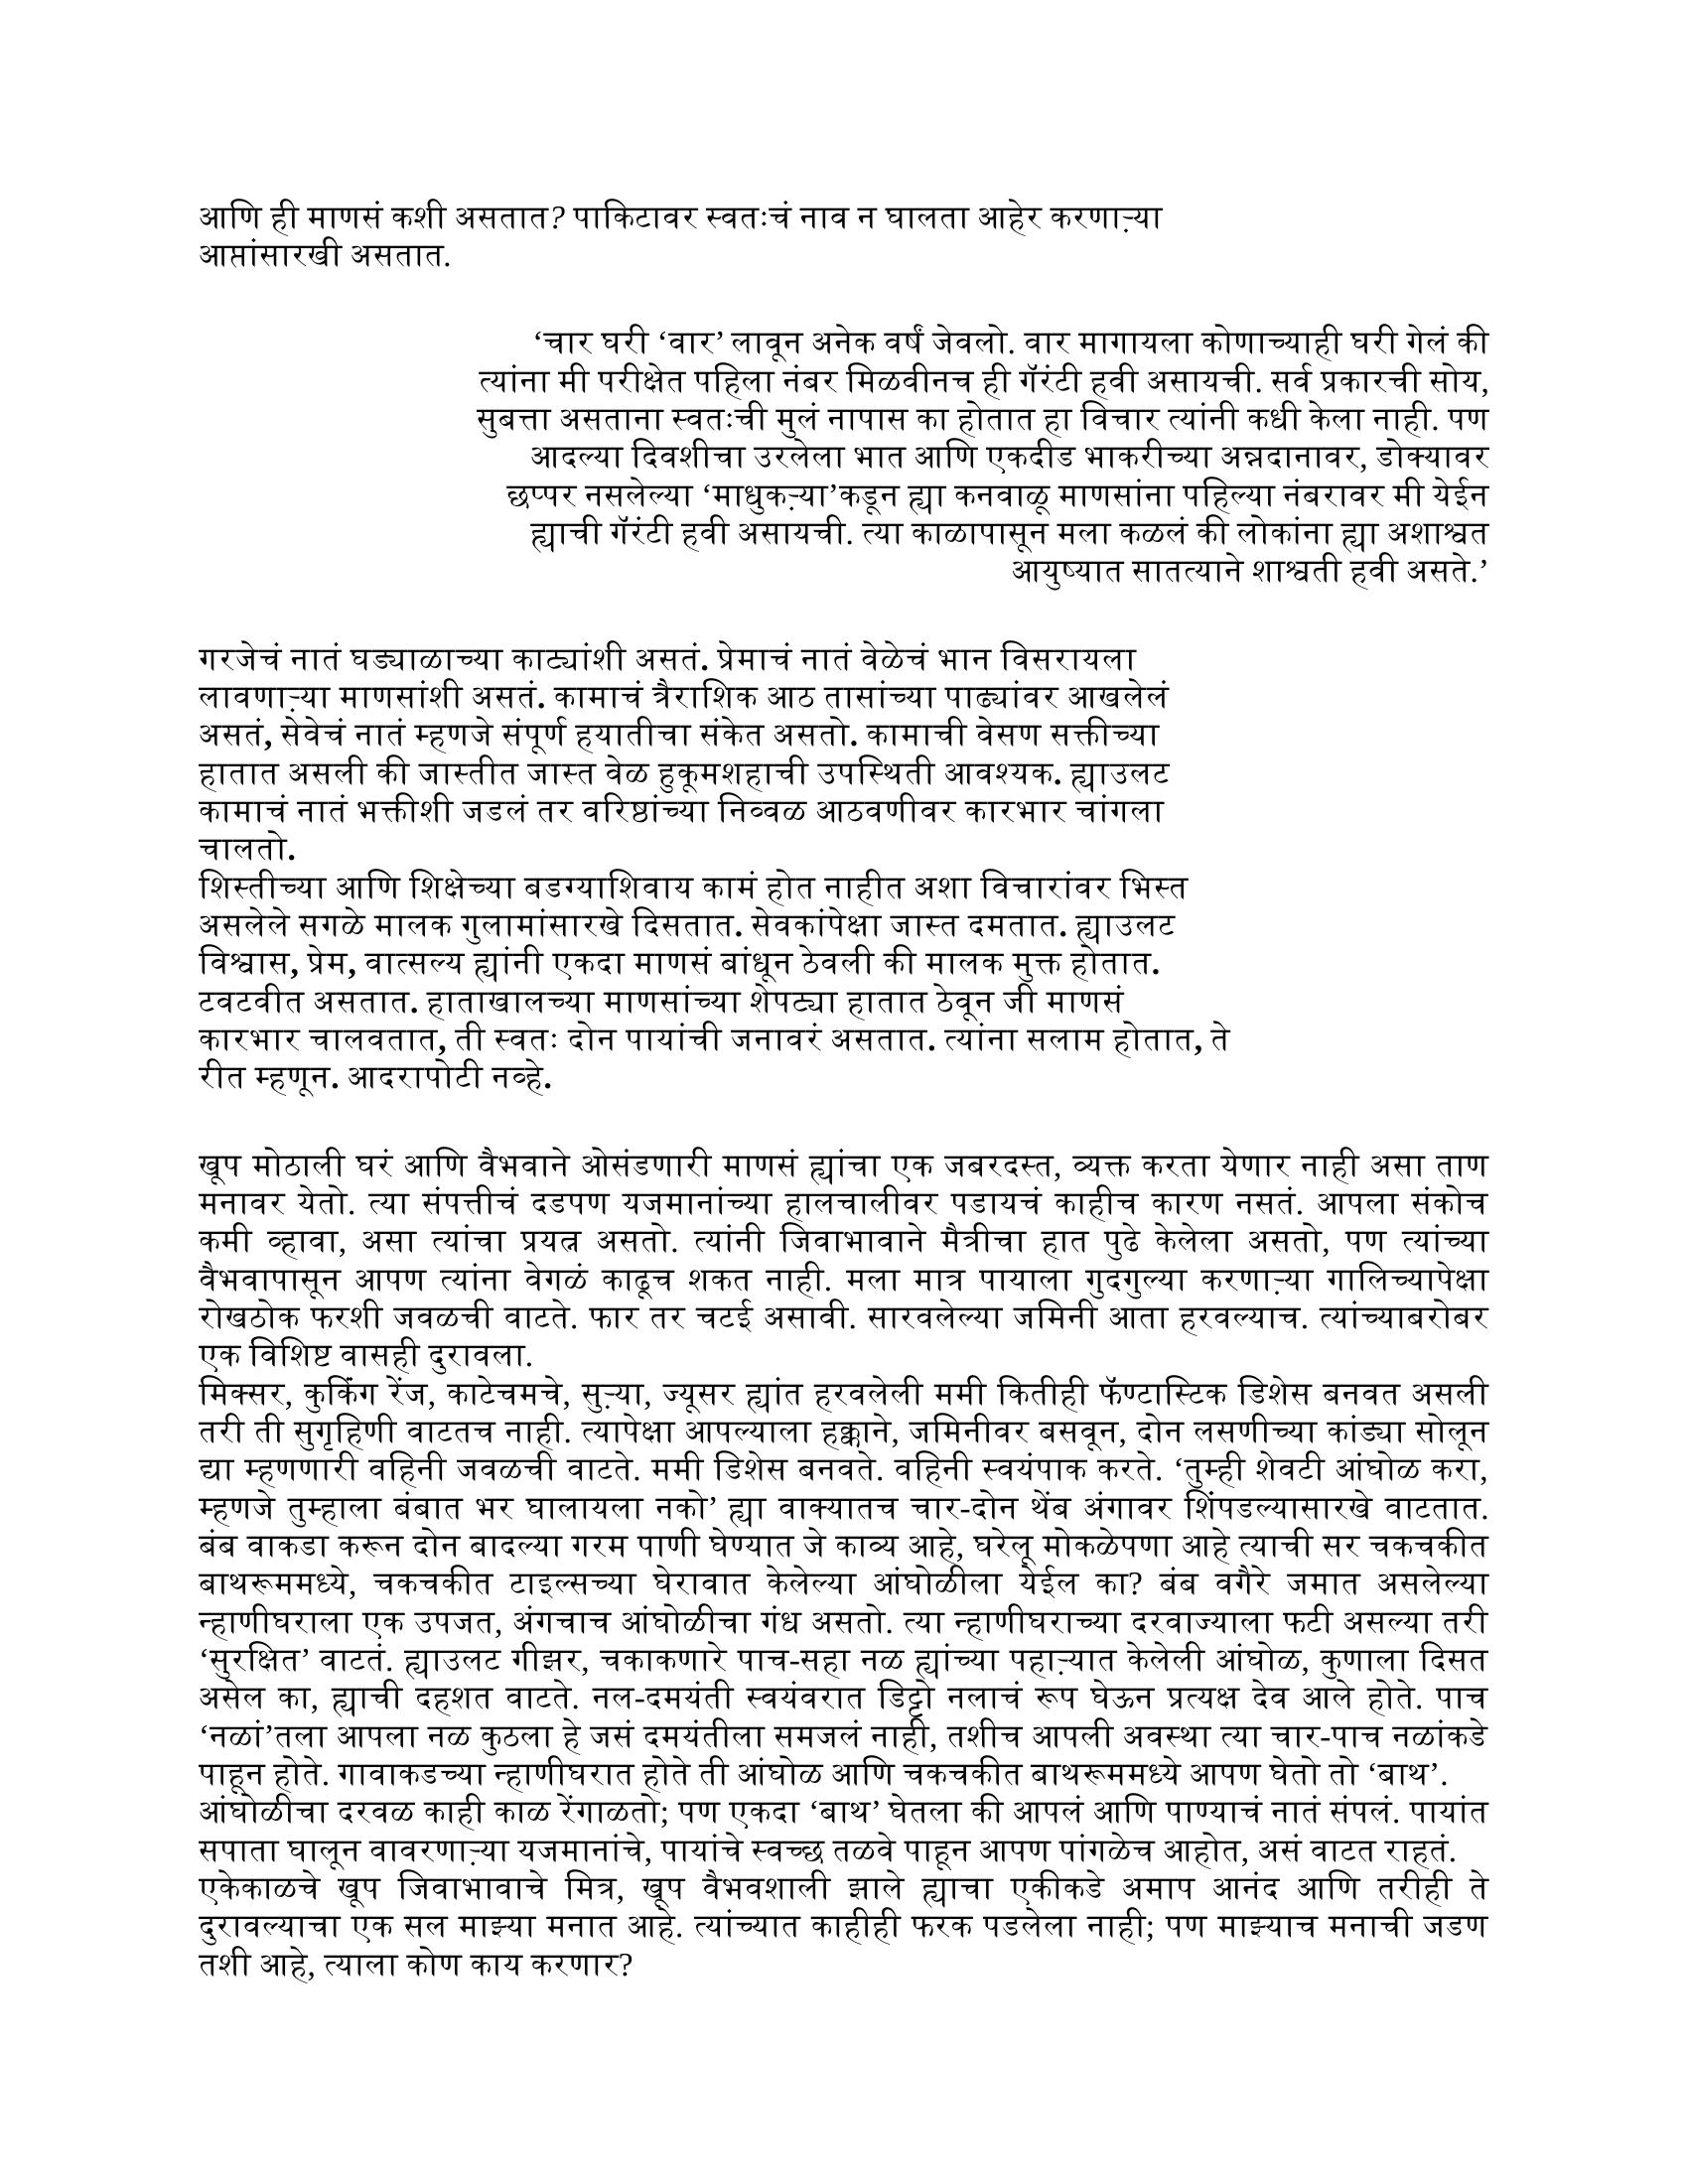 आणि ही माणसं कशी असतात? पाकिटावर स्वतःचं नाव न घालता आहेर करणाऱ्या
आप्तांसारखी असतात.
‘चार घरी ‘वार’ लावून अनेक वर्षं जेवलो. वार मागायला कोणाच्याही घरी गेलं की
त्यांना मी परीक्षेत पहिला नंबर मिळवीनच ही गॅरंटी हवी असायची. सर्व प्रकारची सोय,
सुबत्ता असताना स्वतःची मुलं नापास का होतात हा विचार त्यांनी कधी केला नाही. पण
आदल्या दिवशीचा उरलेला भात आणि एकदीड भाकरीच्या अन्नदानावर, डोक्यावर
छप्पर नसलेल्या ‘माधुकऱ्या’कडून ह्या कनवाळू माणसांना पहिल्या नंबरावर मी येईन
ह्याची गॅरंटी हवी असायची. त्या काळापासून मला कळलं की लोकांना ह्या अशाश्वत
आयुष्यात सातत्याने शाश्वती हवी असते.’
गरजेचं नातं घड्याळाच्या काट्यांशी असतं. प्रेमाचं नातं वेळेचं भान विसरायला
लावणाऱ्या माणसांशी असतं. कामाचं त्रैराशिक आठ तासांच्या पाढ्यांवर आखलेलं
असतं, सेवेचं नातं म्हणजे संपूर्ण हयातीचा संकेत असतो. कामाची वेसण सक्तीच्या
हातात असली की जास्तीत जास्त वेळ हुकूमशहाची उपस्थिती आवश्यक. ह्याउलट
कामाचं नातं भक्तीशी जडलं तर वरिष्ठांच्या निव्वळ आठवणीवर कारभार चांगला
चालतो.
शिस्तीच्या आणि शिक्षेच्या बडग्याशिवाय कामं होत नाहीत अशा विचारांवर भिस्त
असलेले सगळे मालक गुलामांसारखे दिसतात. सेवकांपेक्षा जास्त दमतात. ह्याउलट
विश्वास, प्रेम, वात्सल्य ह्यांनी एकदा माणसं बांधून ठेवली की मालक मुक्त होतात.
टवटवीत असतात. हाताखालच्या माणसांच्या शेपट्या हातात ठेवून जी माणसं
कारभार चालवतात, ती स्वतः दोन पायांची जनावरं असतात. त्यांना सलाम होतात, ते
रीत म्हणून. आदरापोटी नव्हे.
खूप मोठाली घरं आणि वैभवाने ओसंडणारी माणसं ह्यांचा एक जबरदस्त, व्यक्त करता येणार नाही असा ताण
मनावर येतो. त्या संपत्तीचं दडपण यजमानांच्या हालचालीवर पडायचं काहीच कारण नसतं. आपला संकोच
कमी व्हावा, असा त्यांचा प्रयत्न असतो. त्यांनी जिवाभावाने मैत्रीचा हात पुढे केलेला असतो, पण त्यांच्या
वैभवापासून आपण त्यांना वेगळं काढूच शकत नाही. मला मात्र पायाला गुदगुल्या करणाऱ्या गालिच्यापेक्षा
रोखठोक फरशी जवळची वाटते. फार तर चटई असावी. सारवलेल्या जमिनी आता हरवल्याच. त्यांच्याबरोबर
एक विशिष्ट वासही दुरावला.
मिक्सर, कुकिंग रेंज, काटेचमचे, सुऱ्या, ज्यूसर ह्यांत हरवलेली ममी कितीही फॅण्टास्टिक डिशेस बनवत असली
तरी ती सुगृहिणी वाटतच नाही. त्यापेक्षा आपल्याला हक्काने, जमिनीवर बसवून, दोन लसणीच्या कांड्या सोलून
द्या म्हणणारी वहिनी जवळची वाटते. ममी डिशेस बनवते. वहिनी स्वयंपाक करते. ‘तुम्ही शेवटी आंघोळ करा,
म्हणजे तुम्हाला बंबात भर घालायला नको’ ह्या वाक्यातच चार-दोन थेंब अंगावर शिंपडल्यासारखे वाटतात.
बंब वाकडा करून दोन बादल्या गरम पाणी घेण्यात जे काव्य आहे, घरेलू मोकळेपणा आहे त्याची सर चकचकीत
बाथरूममध्ये, चकचकीत टाइल्सच्या घेरावात केलेल्या आंघोळीला येईल का? बंब वगैरे जमात असलेल्या
न्हाणीघराला एक उपजत, अंगचाच आंघोळीचा गंध असतो. त्या न्हाणीघराच्या दरवाज्याला फटी असल्या तरी
‘सुरक्षित’ वाटतं. ह्याउलट गीझर, चकाकणारे पाच-सहा नळ ह्यांच्या पहाऱ्यात केलेली आंघोळ, कुणाला दिसत
असेल का, ह्याची दहशत वाटते. नल-दमयंती स्वयंवरात डिट्टो नलाचं रूप घेऊन प्रत्यक्ष देव आले होते. पाच
‘नळां’तला आपला नळ कुठला हे जसं दमयंतीला समजलं नाही, तशीच आपली अवस्था त्या चार-पाच नळांकडे
पाहून होते. गावाकडच्या न्हाणीघरात होते ती आंघोळ आणि चकचकीत बाथरूममध्ये आपण घेतो तो ‘बाथ’.
आंघोळीचा दरवळ काही काळ रेंगाळतो; पण एकदा ‘बाथ’ घेतला की आपलं आणि पाण्याचं नातं संपलं. पायांत
सपाता घालून वावरणाऱ्या यजमानांचे, पायांचे स्वच्छ तळवे पाहून आपण पांगळेच आहोत, असं वाटत राहतं.
एकेकाळचे खूप जिवाभावाचे मित्र, खूप वैभवशाली झाले ह्याचा एकीकडे अमाप आनंद आणि तरीही ते
दुरावल्याचा एक सल माझ्या मनात आहे. त्यांच्यात काहीही फरक पडलेला नाही; पण माझ्याच मनाची जडण
तशी आहे, त्याला कोण काय करणार?